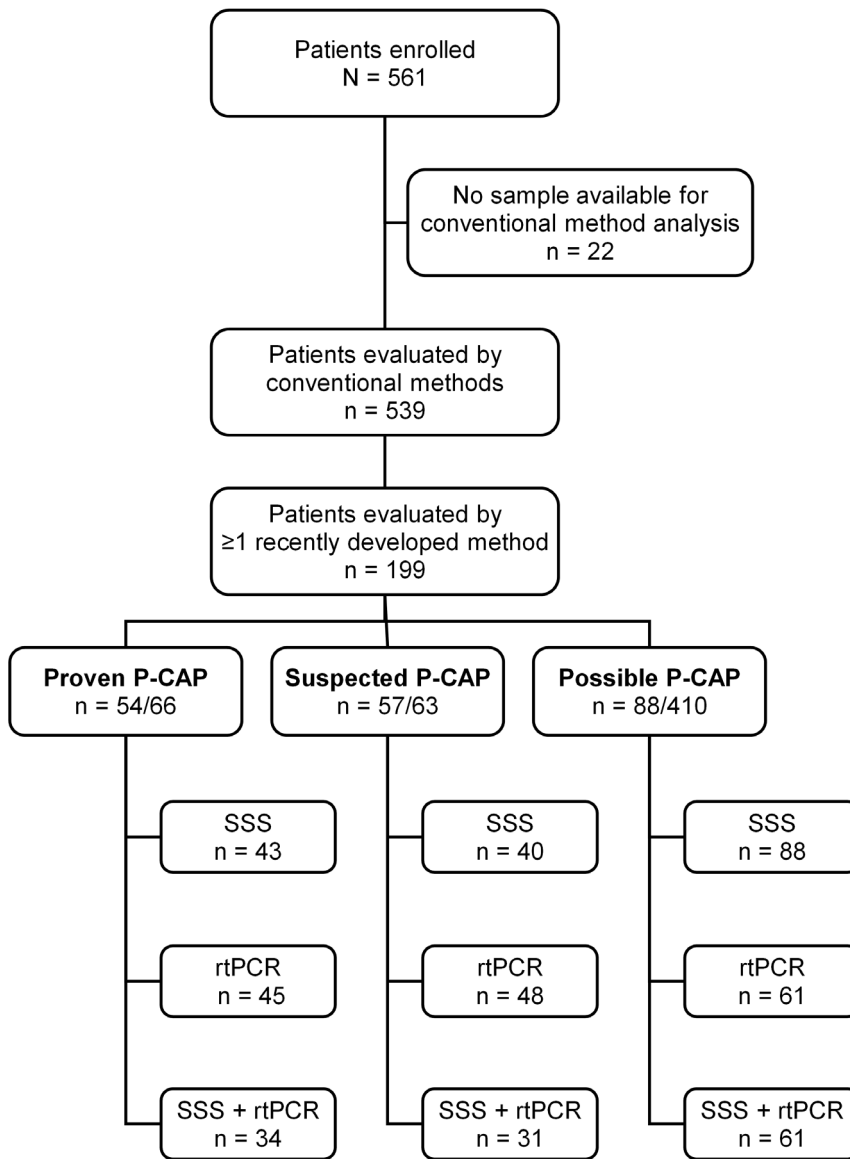 Patients enrolled
N = 561
No sample available for
conventional method analysis
n = 22
Patients evaluated by
conventional methods
n = 539
Patients evaluated by
≥1 recently developed method
n = 199
Proven P-CAP
n = 54/66
Suspected P-CAP
n = 57/63
Possible P-CAP
n = 88/410
SSS
n = 43
SSS
n = 40
SSS
n = 88
rtPCR
n = 45
rtPCR
n = 48
rtPCR
n = 61
SSS + rtPCR
n = 34
SSS + rtPCR
n = 31
SSS + rtPCR
n = 61